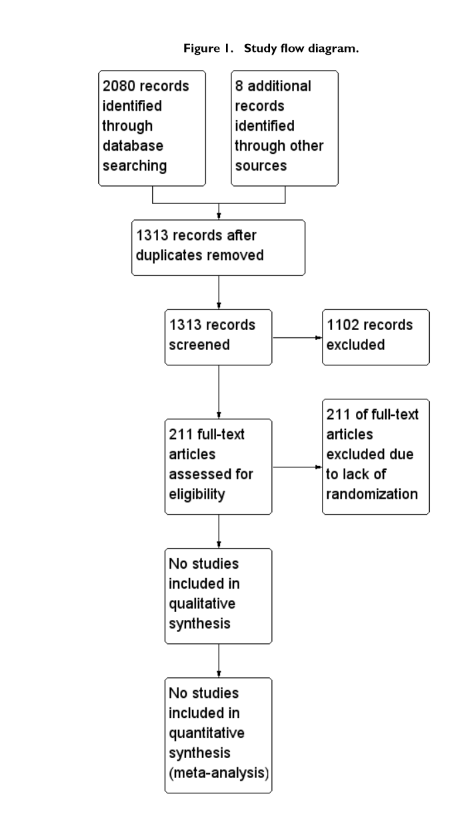 Figure 1. Study flow diagram.
2080 records
identified
through
database
searching
8 additional
records
identified
through other
sources
1313 records after
duplicates removed
1313 records
screened
1102 records
excluded
211 full-text
articles
assessed for
eligibility
211 of full-text
articles
excluded due
to lack of
randomization
No studies
included in
qualitative
synthesis
No studies
included in
quantitative
synthesis
(meta-analysis)